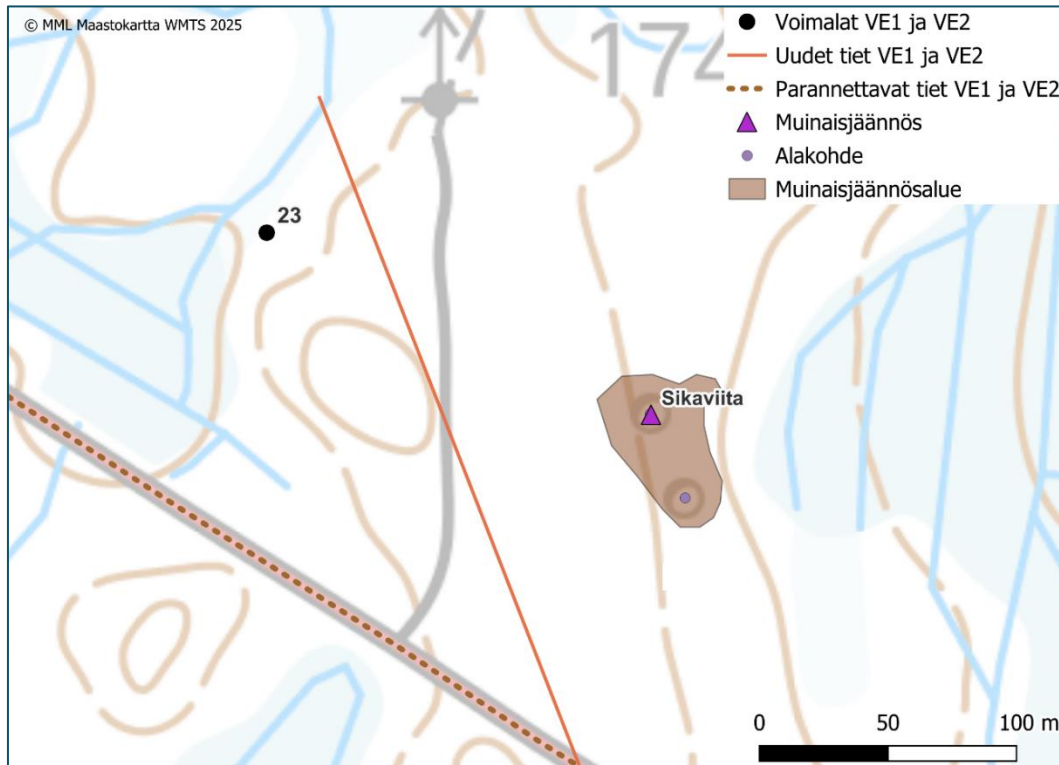 © MML Maastokartta WMTS 2025
Voimalat VE1 ja VE2
Uudet tiet VE1 ja VE2
Parannettavat tiet VE1 ja VE2
Muinaisjäännös
Alakohde
Muinaisjäännösalue
174
23
Sikaviita
0 50 100 m